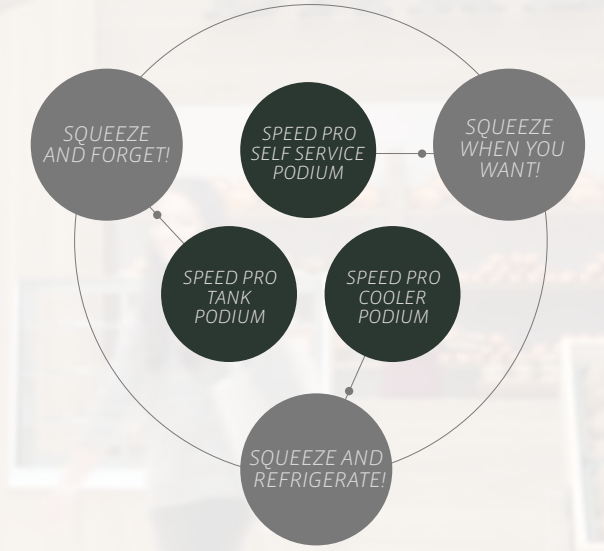 SQUEEZE
AND FORGET!
SPEED PRO
SELF SERVICE
PODIUM
SQUEEZE
WHEN YOU
WANT!
SPEED PRO
TANK
PODIUM
SPEED PRO
COOLER
PODIUM
SQUEEZE AND
REFRIGERATE!